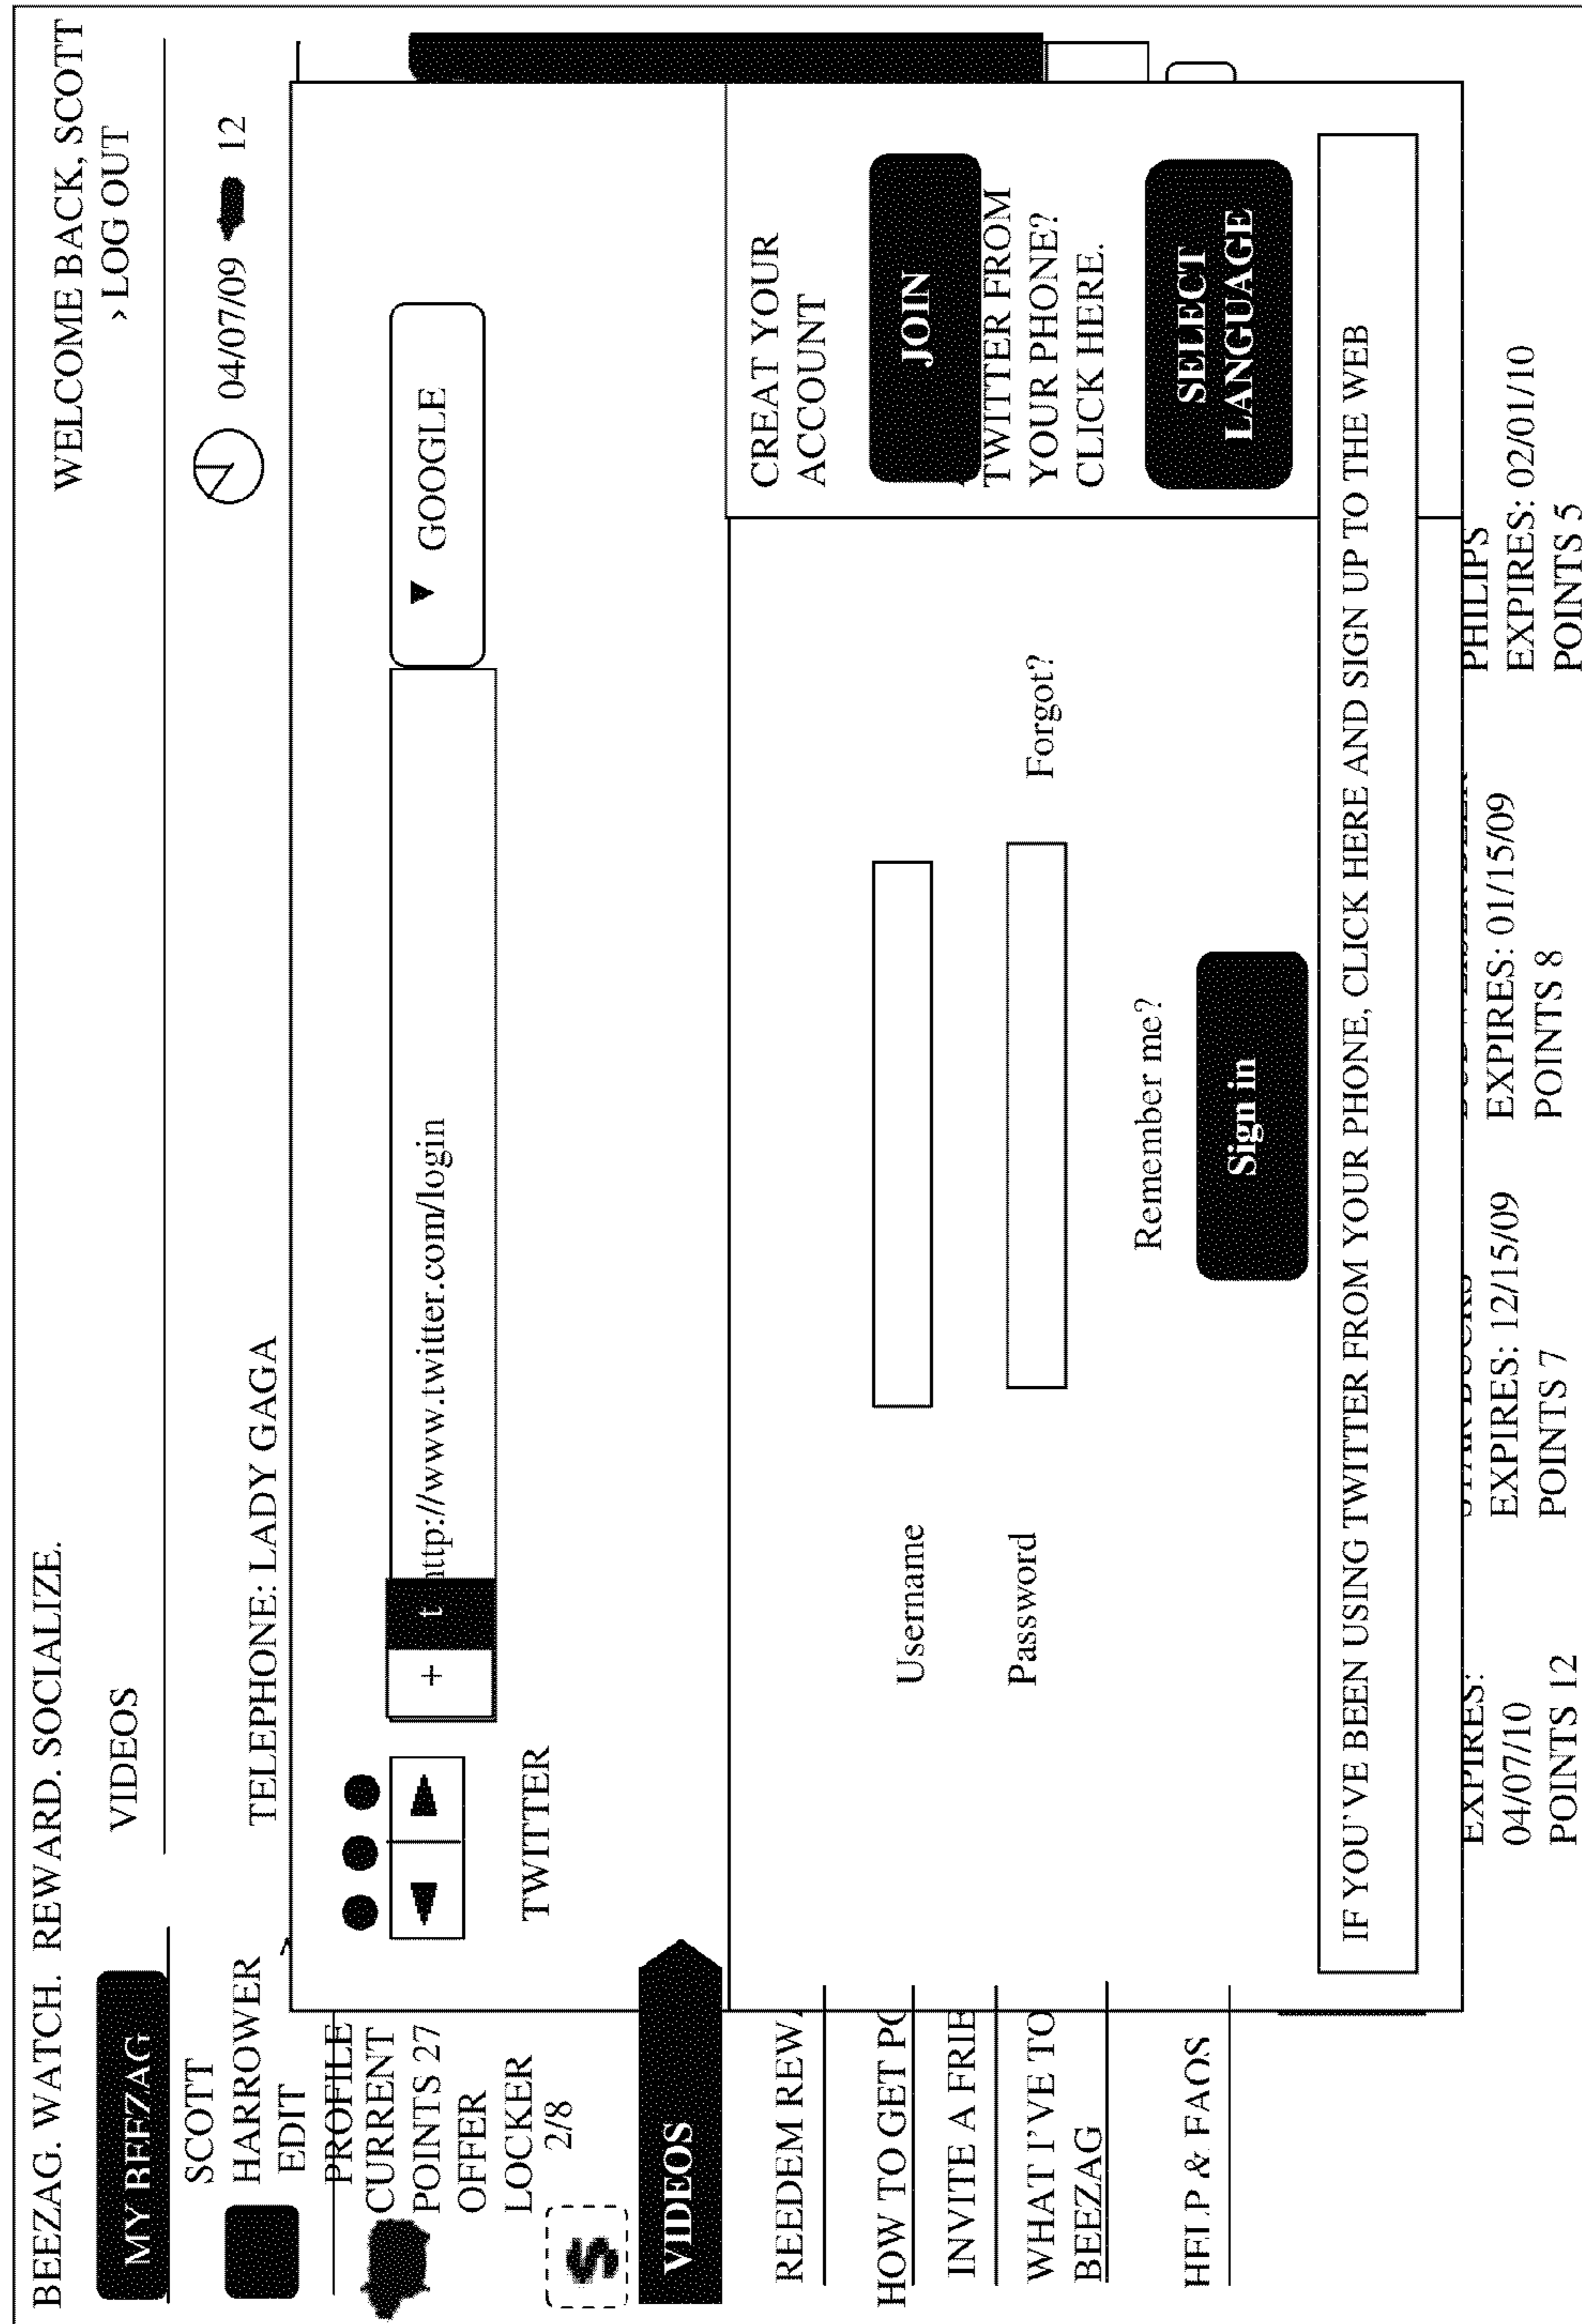 BEEZAG. WATCH. REWARD. SOCIALIZE.
WELCOME BACK, SCOTT
› LOG OUT
MY BEEZAG
VIDEOS
SCOTT
HARROWER
EDIT
PROFILE
CURRENT
POINTS 27
OFFER
LOCKER
2/8
S
VIDEOS
REEDEM REW
HOW TO GET PO
INVITE A FRIE
WHAT I'VE TO
BEEZAG
HELP & FAQS
TELEPHONE: LADY GAGA
04/07/09
12
+
t
http://www.twitter.com/login
GOOGLE
TWITTER
Username
Password
Forgot?
Remember me?
Sign in
CREAT YOUR
ACCOUNT
JOIN
TWITTER FROM
YOUR PHONE?
CLICK HERE.
SELECT
LANGUAGE
IF YOU'VE BEEN USING TWITTER FROM YOUR PHONE, CLICK HERE AND SIGN UP TO THE WEB
EXPIRES:
04/07/10
POINTS 12
EXPIRES: 12/15/09
POINTS 7
EXPIRES: 01/15/09
POINTS 8
PHILIPS
EXPIRES: 02/01/10
POINTS 5